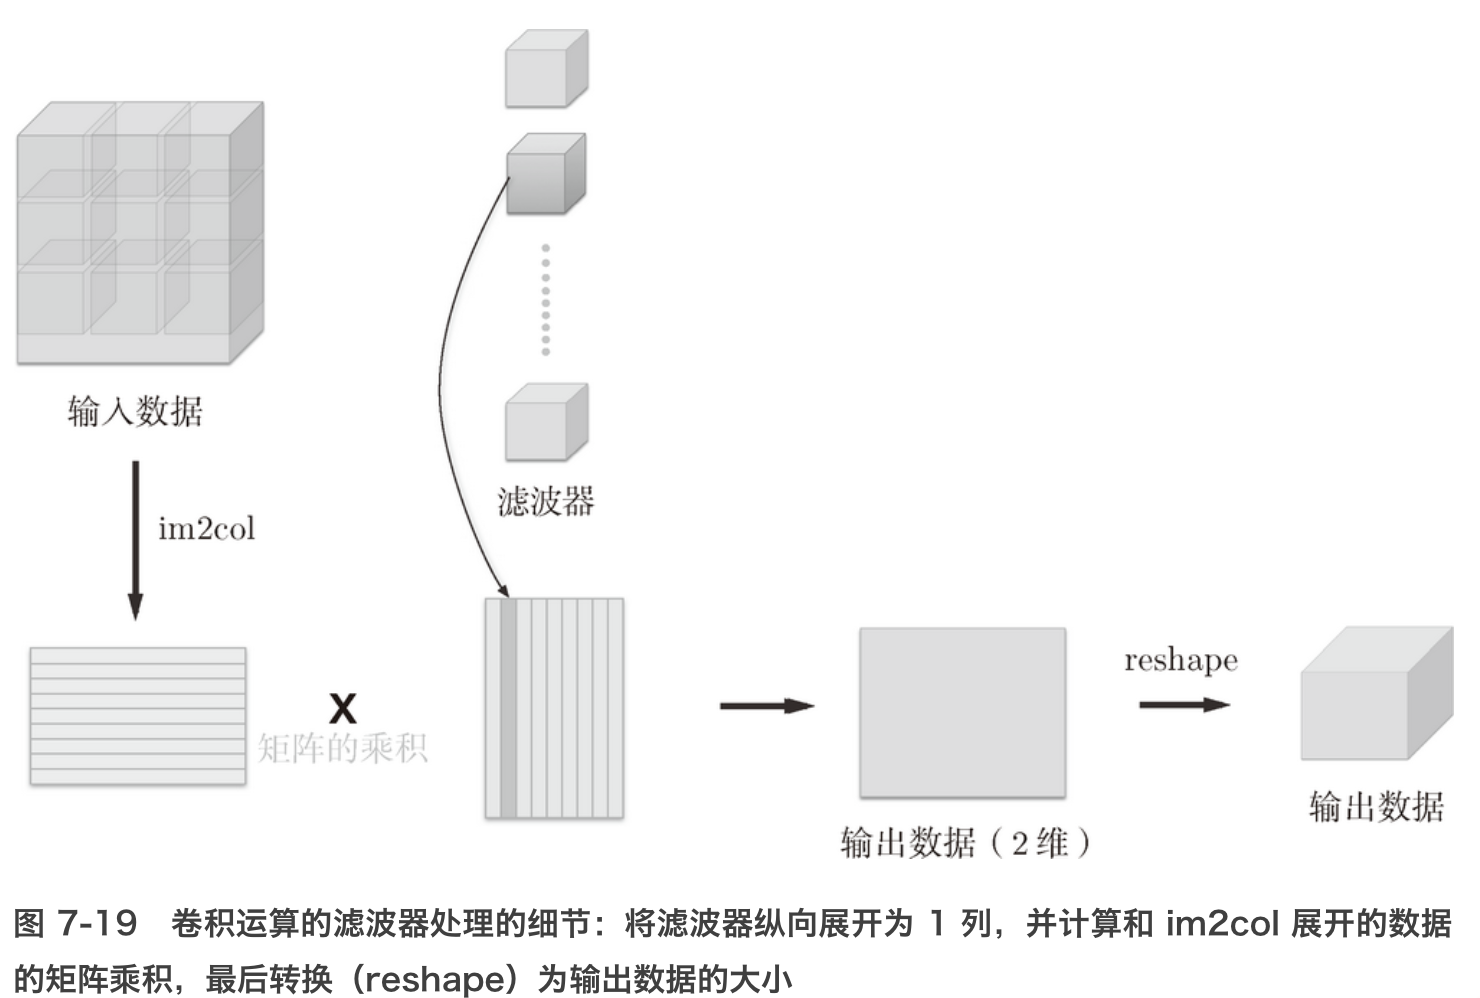 输入数据
滤波器
im2col
X
矩阵的乘积
reshape
输出数据（2维）
输出数据
图 7-19　卷积运算的滤波器处理的细节：将滤波器纵向展开为 1 列，并计算和 im2col 展开的数据
的矩阵乘积，最后转换（reshape）为输出数据的大小